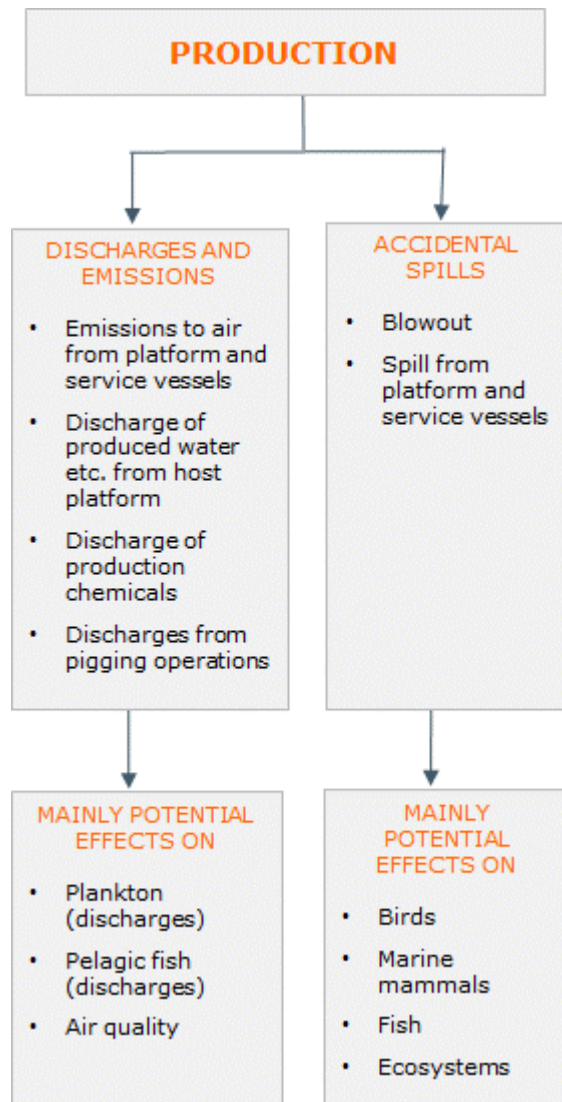 PRODUCTION
DISCHARGES AND
EMISSIONS
• Emissions to air
from platform and
service vessels
• Discharge of
produced water
etc. from host
platform
• Discharge of
production
chemicals
• Discharges from
pigging operations
ACCIDENTAL
SPILLS
• Blowout
• Spill from
platform and
service vessels
MAINLY POTENTIAL
EFFECTS ON
• Plankton
(discharges)
• Pelagic fish
(discharges)
• Air quality
MAINLY
POTENTIAL
EFFECTS ON
• Birds
• Marine
mammals
• Fish
• Ecosystems